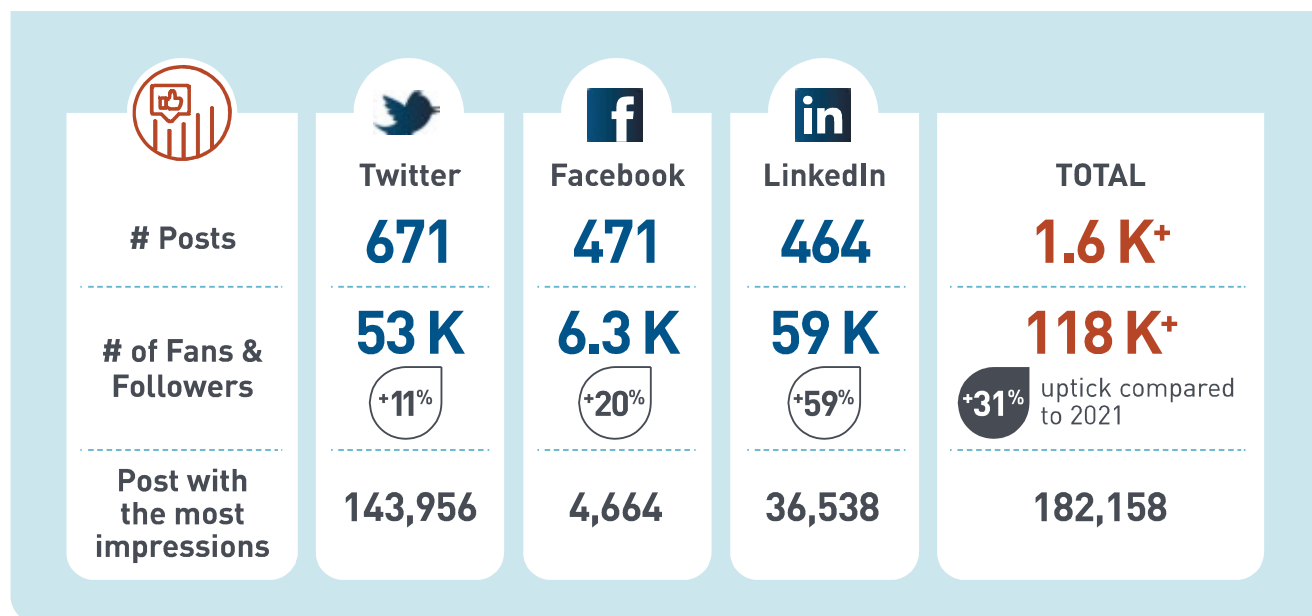 Twitter
Facebook
LinkedIn
TOTAL
# Posts
671
471
464
1.6 K+
# of Fans &
Followers
53 K
6.3 K
59 K
118 K+
+11%
+20%
+59%
+31%
uptick compared
to 2021
Post with
the most
impressions
143,956
4,664
36,538
182,158